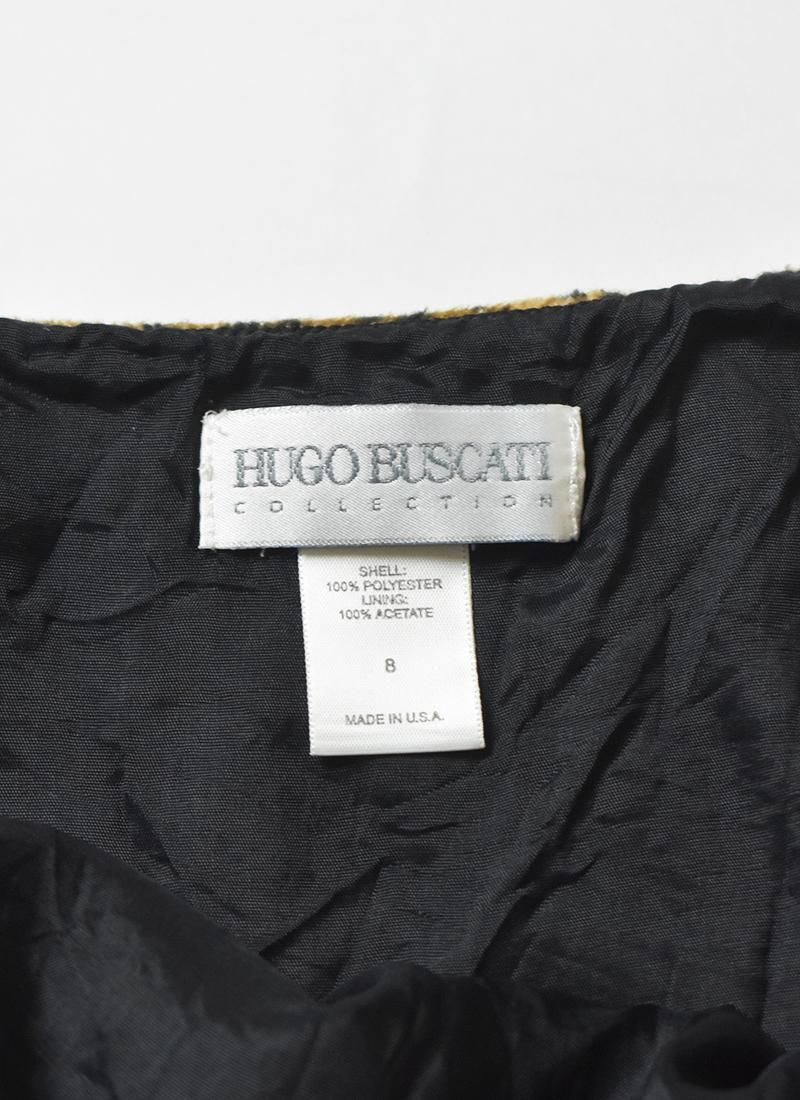 HUGO BUSCATI
COLLECTION
SHELL:
100% POLYESTER
LINING:
100% ACETATE
8
MADE IN U.S.A.